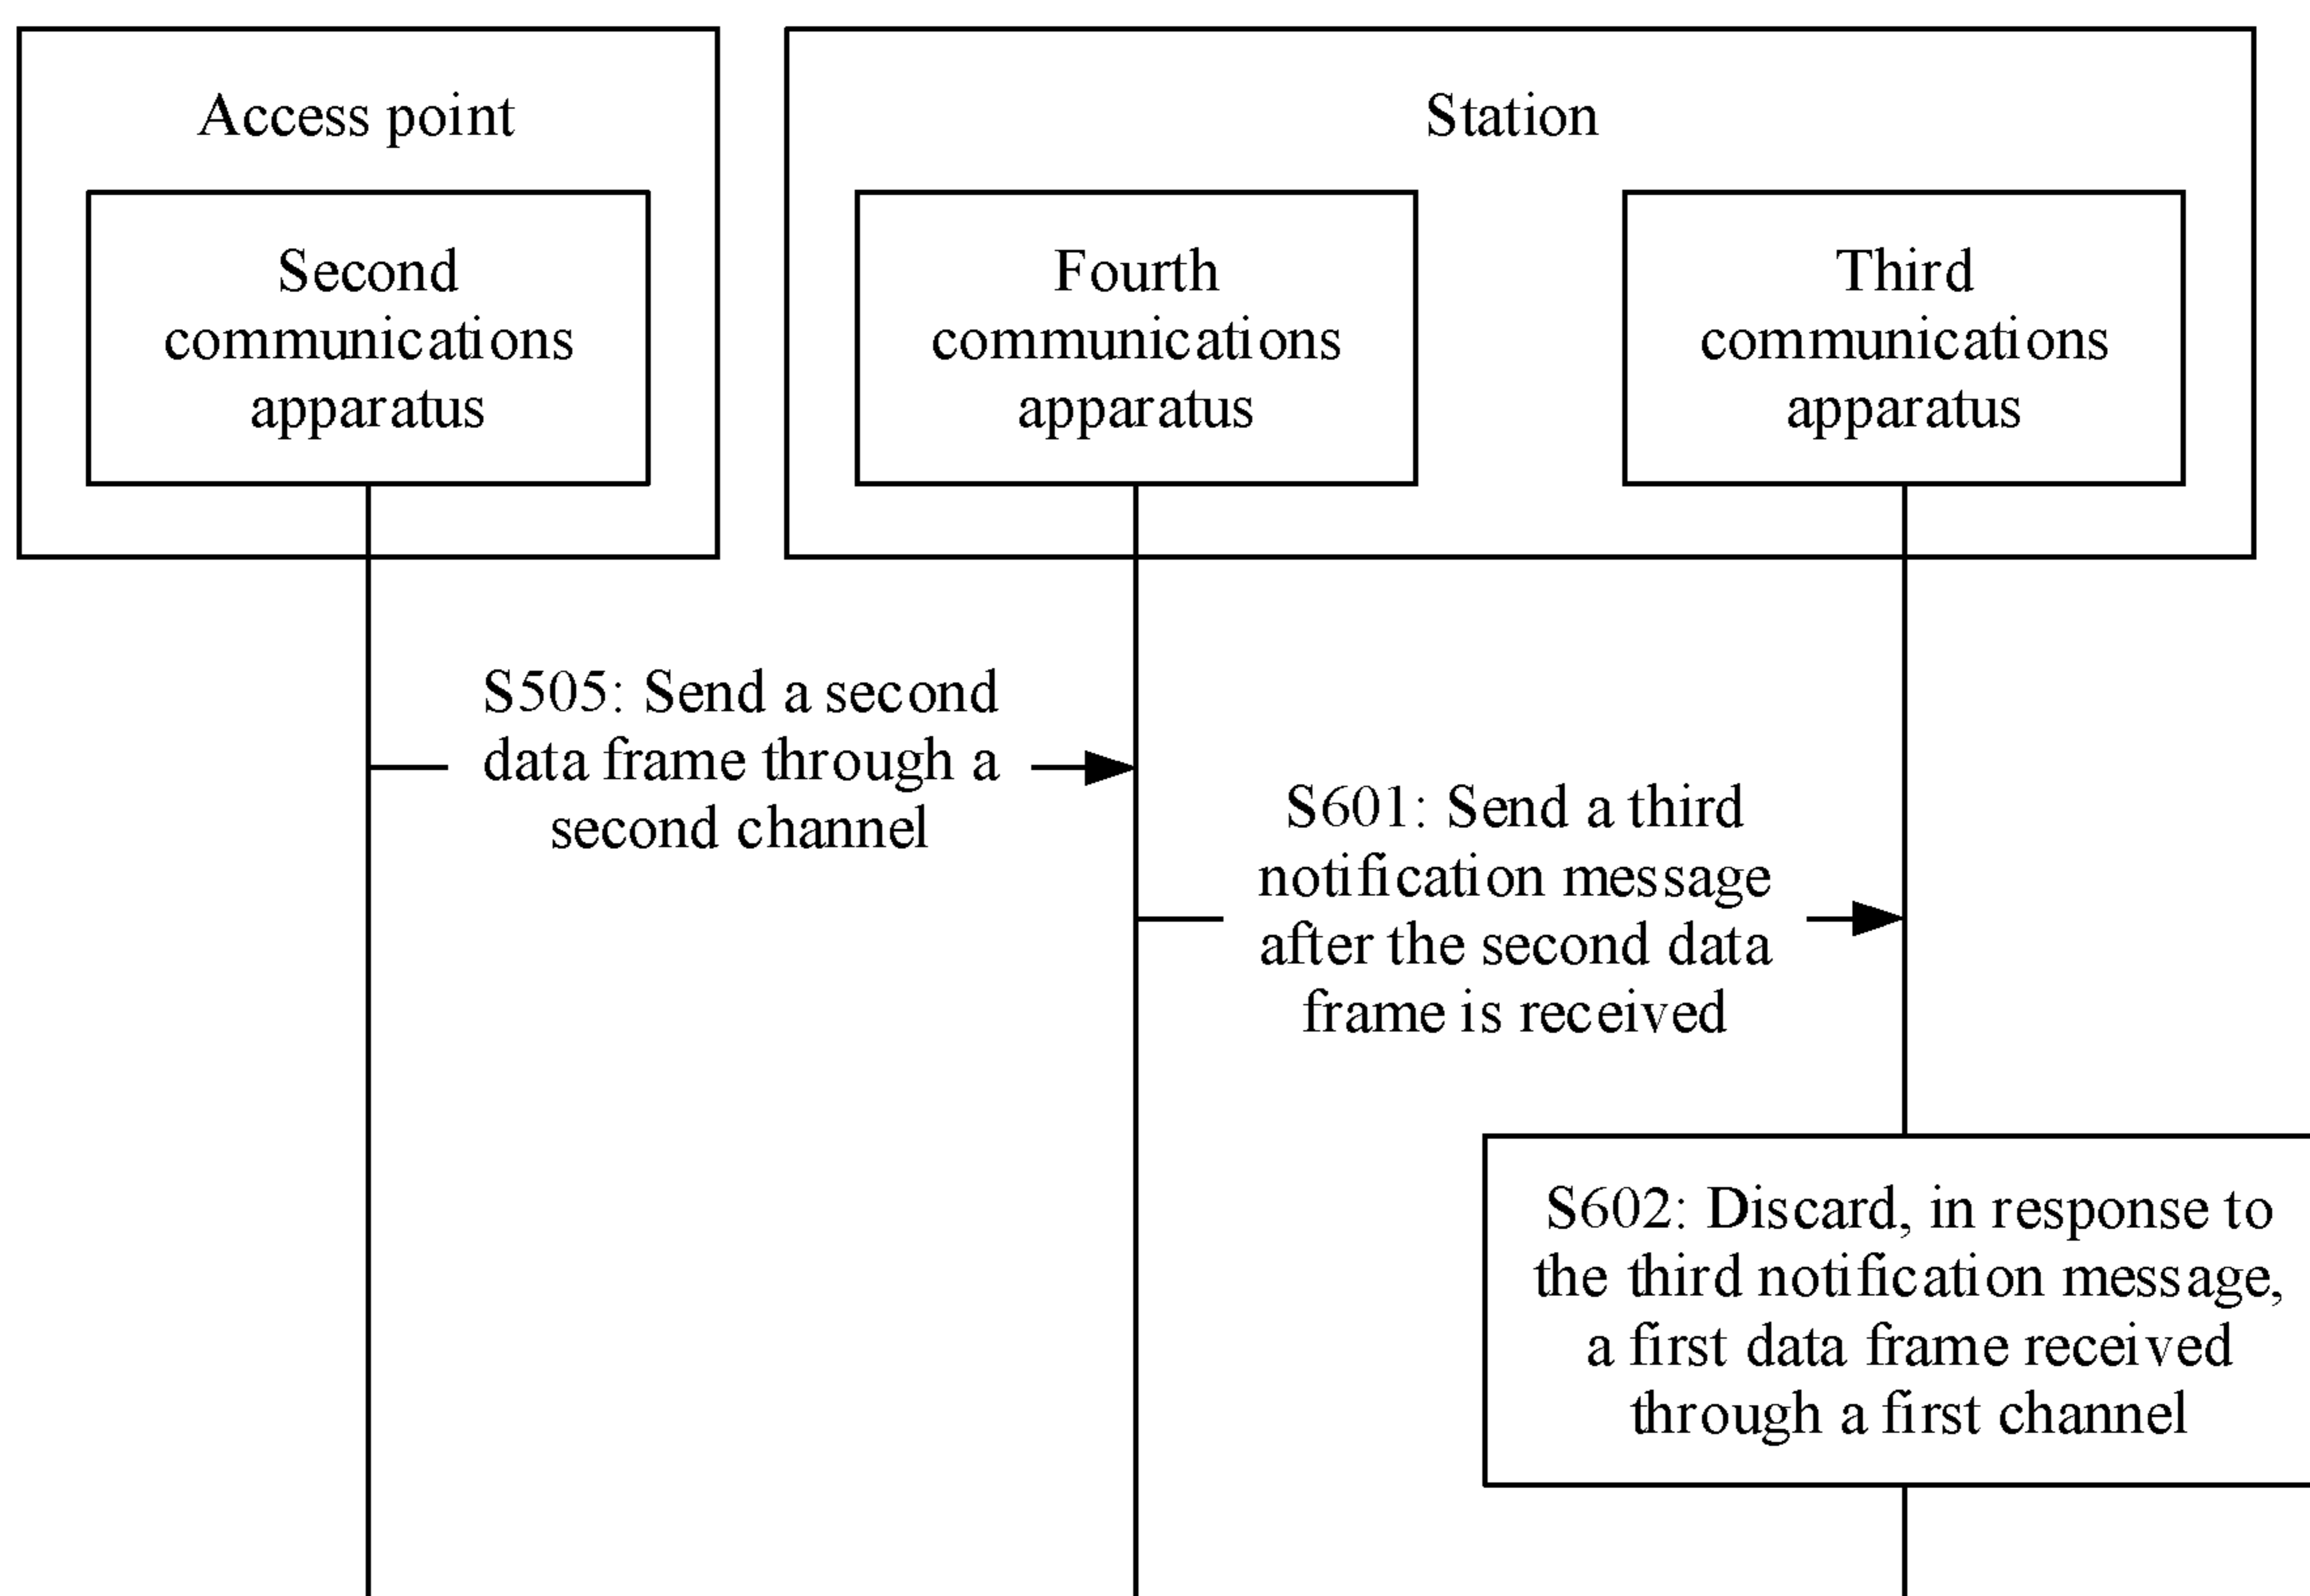 Access point
Station
Second
communications
apparatus
Fourth
communications
apparatus
Third
communications
apparatus
S505: Send a second
data frame through a
second channel
S601: Send a third
notification message
after the second data
frame is received
S602: Discard, in response to
the third notification message,
a first data frame received
through a first channel